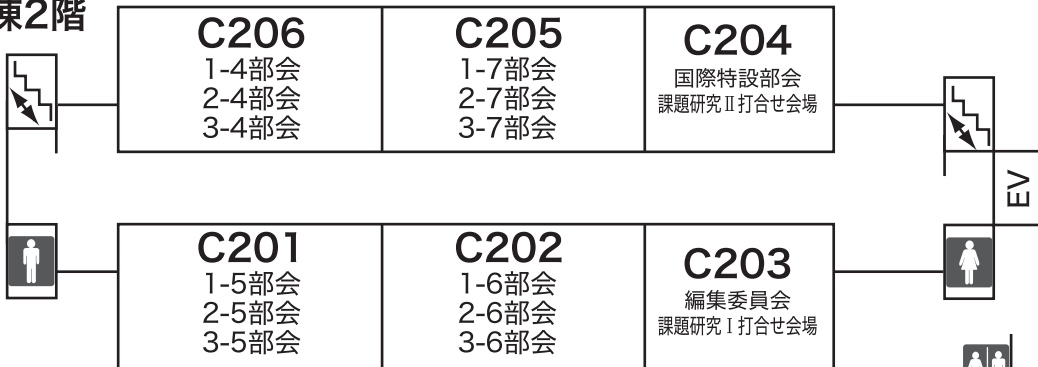 棟2階
C206
1-4部会
2-4部会
3-4部会
C205
1-7部会
2-7部会
3-7部会
C204
国際特設部会
課題研究Ⅱ打合せ会場
EV
C201
1-5部会
2-5部会
3-5部会
C202
1-6部会
2-6部会
3-6部会
C203
編集委員会
課題研究Ⅰ打合せ会場